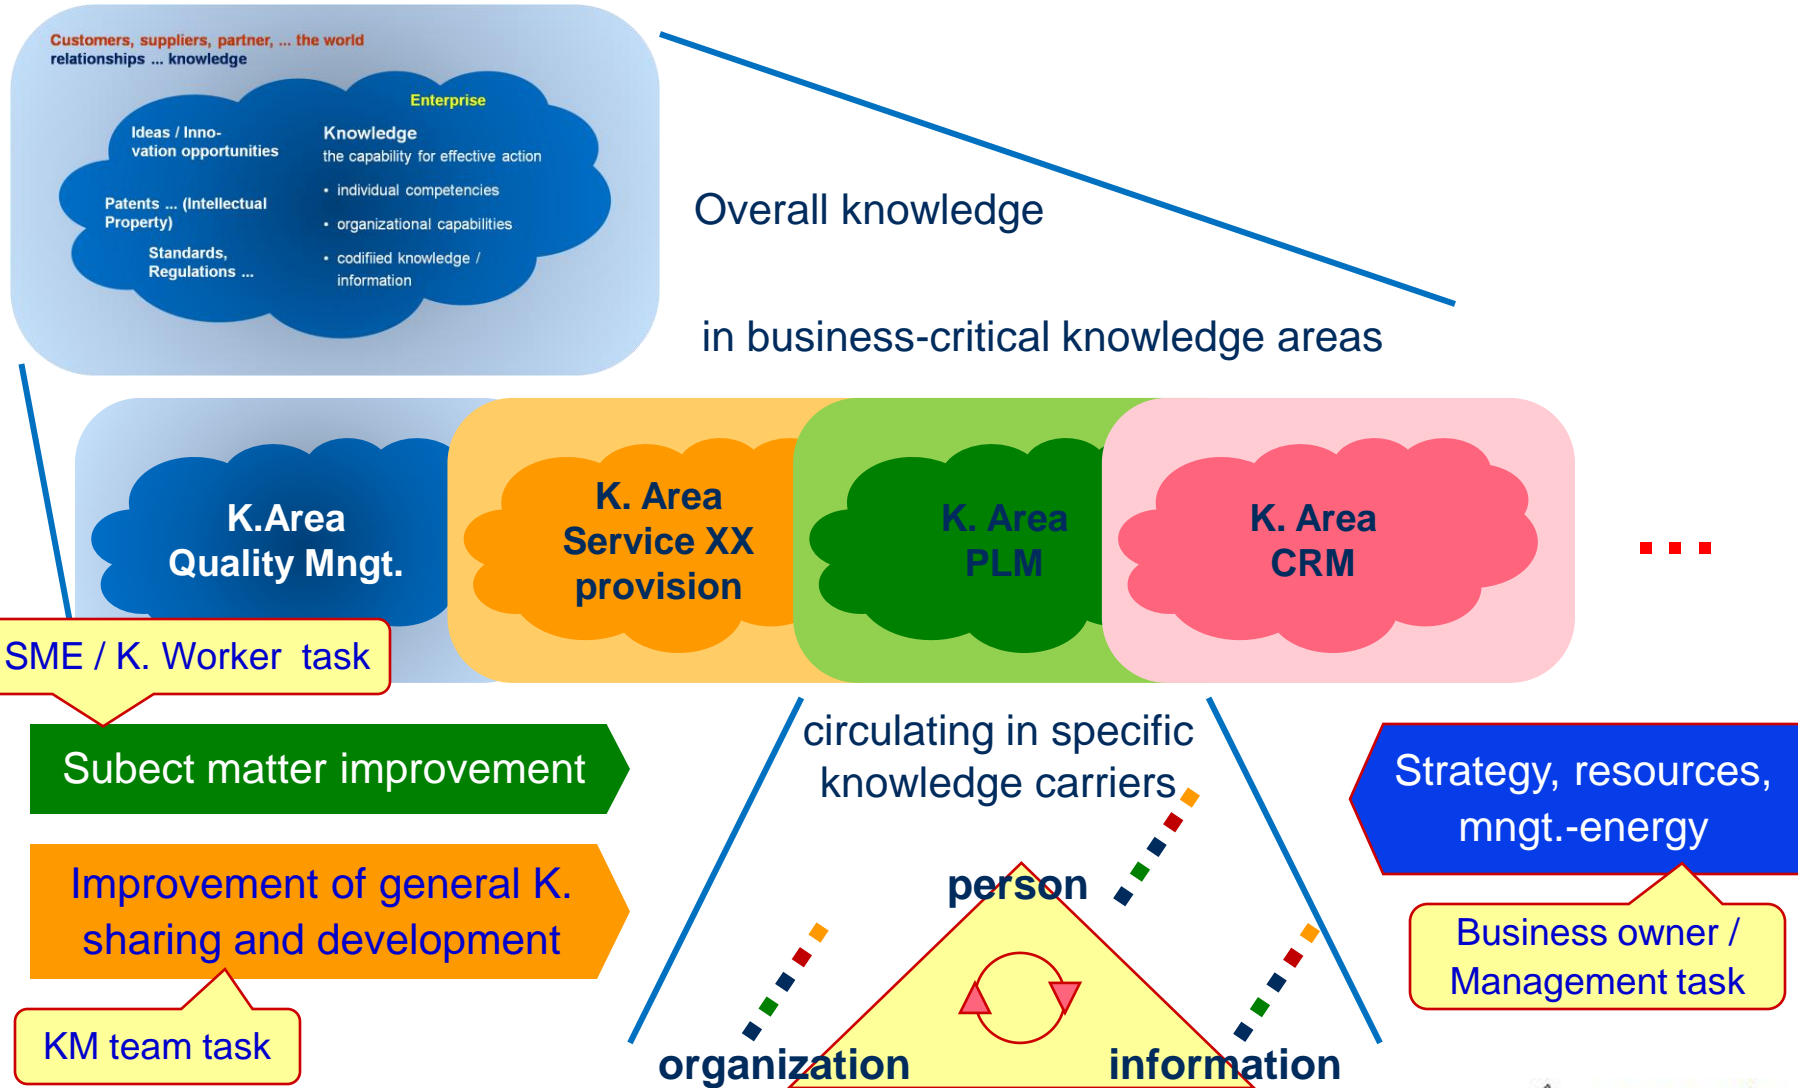 Customers, suppliers, partner, ... the world
relationships ... knowledge
Enterprise
Ideas / Inno-
vation opportunities
Patents ... (Intellectual
Property)
Standards,
Regulations ...
Knowledge
the capability for effective action
• individual competencies
• organizational capabilities
• codifiied knowledge /
information
Overall knowledge
in business-critical knowledge areas
K.Area
Quality Mngt.
K. Area
Service XX
provision
K. Area
PLM
K. Area
CRM
SME / K. Worker task
Subect matter improvement
Improvement of general K.
sharing and development
KM team task
circulating in specific
knowledge carriers
person
organization
information
Strategy, resources,
mngt.-energy
Business owner /
Management task